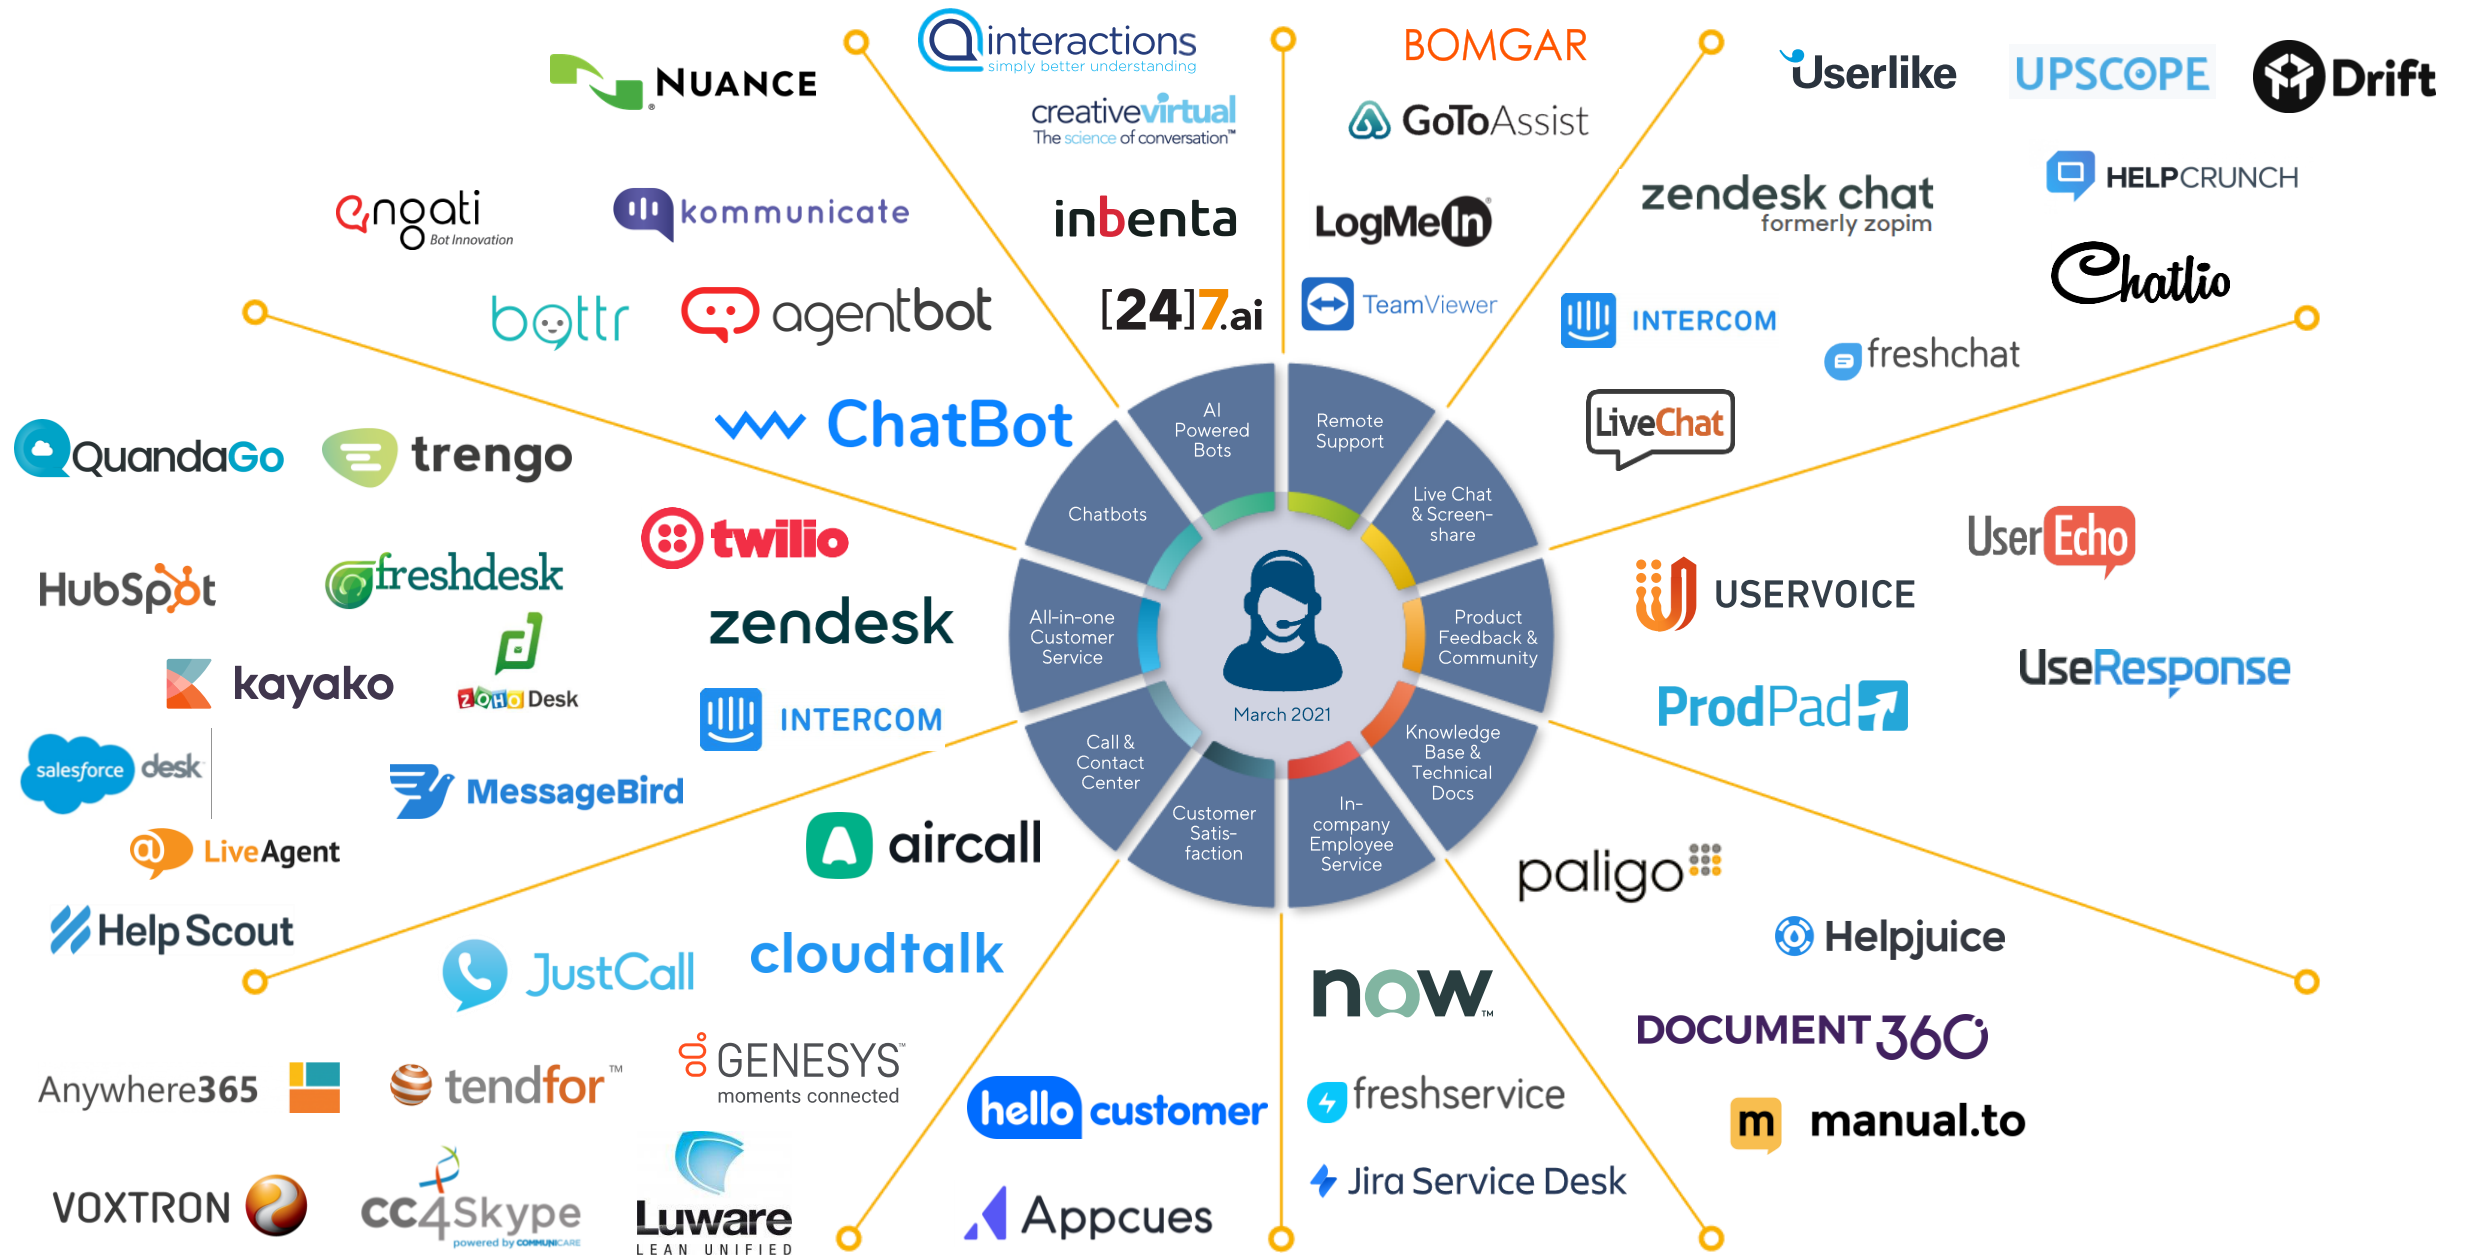 NUANCE
interactions
simply better understanding
creativevirtual
The science of conversation™
BOMGAR
GoToAssist
Userlike
UPSCOPE
Drift
engati
Bot Innovation
kommunicate
inbenta
LogMeIn
zendesk chat
formerly zopim
HELPCRUNCH
bottr
agentbot
[24]7.ai
TeamViewer
INTERCOM
Chatlio
freshchat
ChatBot
LiveChat
QuandaGo
trengo
AI
Powered
Bots
Remote
Support
Chatbots
Live Chat
& Screen-
share
twilio
UserEcho
HubSpot
freshdesk
zendesk
All-in-one
Customer
Service
Product
Feedback &
Community
USERVOICE
kayako
ZOHO Desk
INTERCOM
March 2021
ProdPad
UseResponse
salesforce desk
MessageBird
Call &
Contact
Center
Knowledge
Base &
Technical
Docs
LiveAgent
aircall
Customer
Satis-
faction
In-
company
Employee
Service
paligo
Help Scout
JustCall
cloudtalk
now™
Helpjuice
Anywhere365
tendfor™
GENESYS™
moments connected
hello customer
freshservice
DOCUMENT360
manual.to
VOXTRON
cc4Skype
powered by COMMUNICARE
Luware
LEAN UNIFIED
Appcues
Jira Service Desk